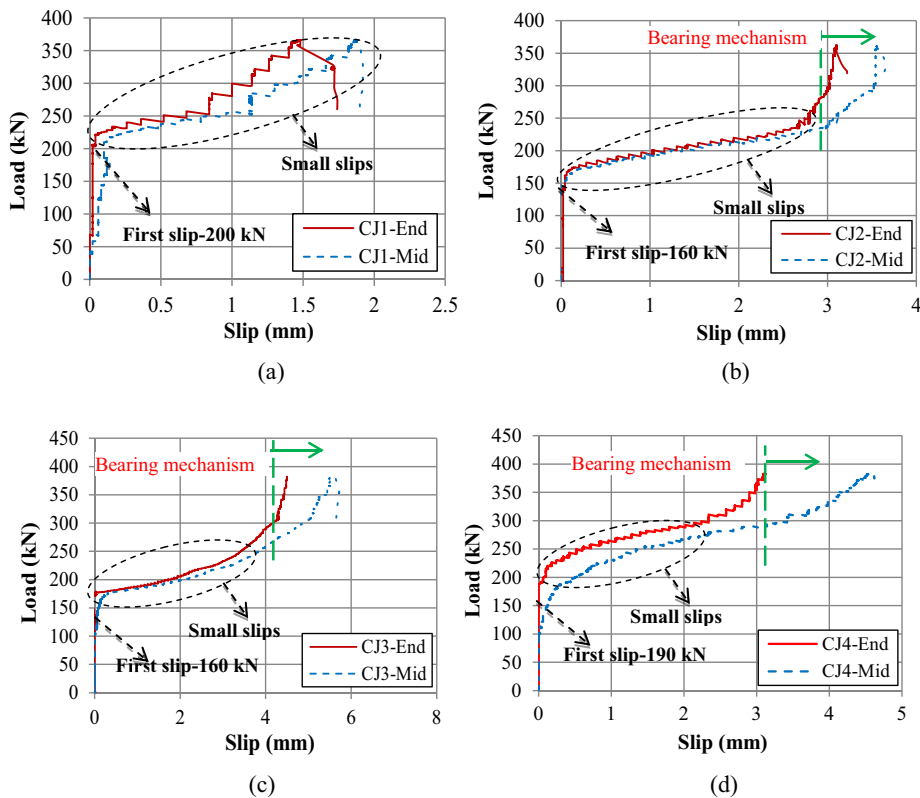 400
350
300
250
200
150
100
50
0
Load (kN)
Small slips
First slip-200 kN
CJ1-End
CJ1-Mid
0 0.5 1 1.5 2 2.5
Slip (mm)
(a)
400
350
300
250
200
150
100
50
0
Load (kN)
Bearing mechanism
Small slips
First slip-160 kN
CJ2-End
CJ2-Mid
0 1 2 3 4
Slip (mm)
(b)
450
400
350
300
250
200
150
100
50
0
Load (kN)
Bearing mechanism
Small slips
First slip-160 kN
CJ3-End
CJ3-Mid
0 2 4 6 8
Slip (mm)
(c)
450
400
350
300
250
200
150
100
50
0
Load (kN)
Bearing mechanism
Small slips
First slip-190 kN
CJ4-End
CJ4-Mid
0 1 2 3 4 5
Slip (mm)
(d)